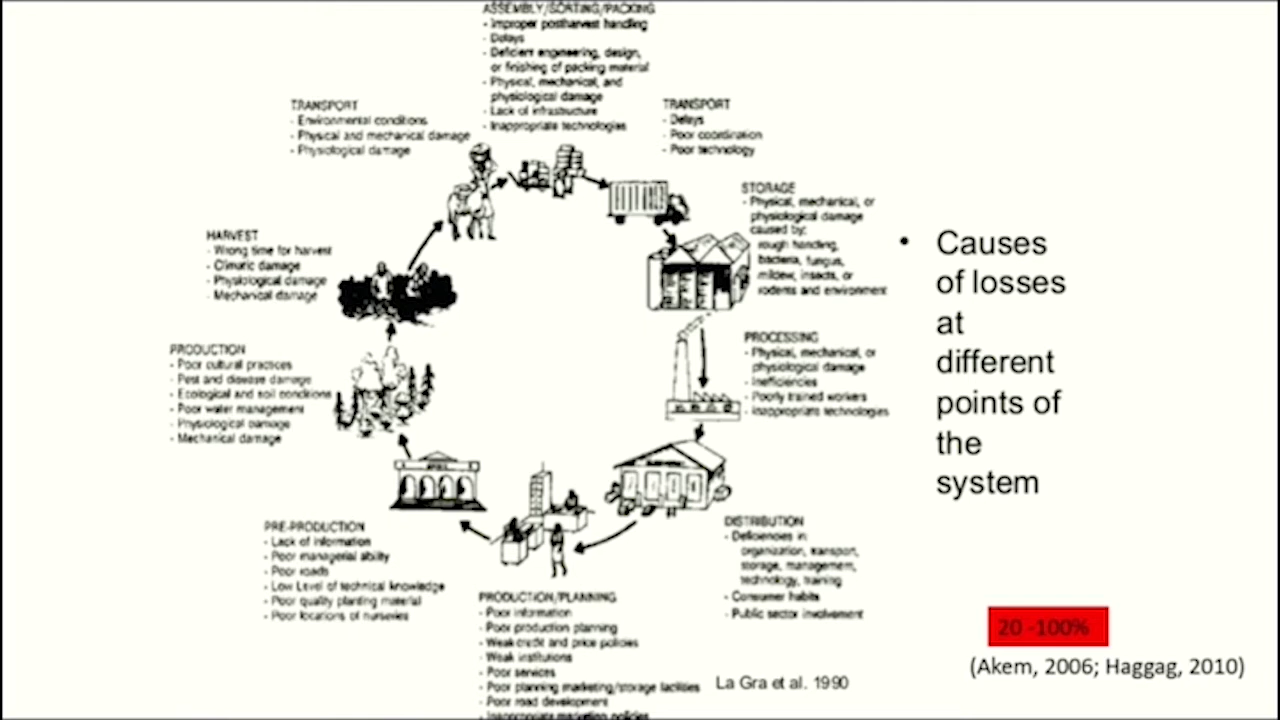 ASSEMBLY/SORTING/PACKING
- Improper postharvest handling
- Delays
- Deficient engineering, design,
or finishing of packing material
- Physical, mechanical, and
physiological damage
- Lack of infrastructure
- Inappropriate technologies
TRANSPORT
- Environmental conditions
- Physical and mechanical damage
- Physiological damage
TRANSPORT
- Delays
- Poor coordination
- Poor technology
STORAGE
- Physical, mechanical, or
physiological damage
caused by:
rough handling,
bacteria, fungus,
mildew, insects, or
rodents and environment
HARVEST
- Wrong time for harvest
- Climatic damage
- Physiological damage
- Mechanical damage
PROCESSING
- Physical, mechanical, or
physiological damage
- Inefficiencies
- Poorly trained workers
- Inappropriate technologies
PRODUCTION
- Poor cultural practices
- Pest and disease damage
- Ecological and soil conditions
- Poor water management
- Physiological damage
- Mechanical damage
DISTRIBUTION
- Deficiencies in
organization, transport,
storage, management,
technology, training
- Consumer habits
- Public sector involvement
PRE-PRODUCTION
- Lack of information
- Poor managerial ability
- Poor roads
- Low Level of technical knowledge
- Poor quality planting material
- Poor locations of nurseries
PRODUCTION/PLANNING
- Poor information
- Poor production planning
- Weak credit and price policies
- Weak institutions
- Poor services
- Poor planning marketing/storage facilities
- Poor road development
- Inappropriate marketing policies
La Gra et al. 1990
• Causes
of losses
at
different
points of
the
system
20 -100%
(Akem, 2006; Haggag, 2010)